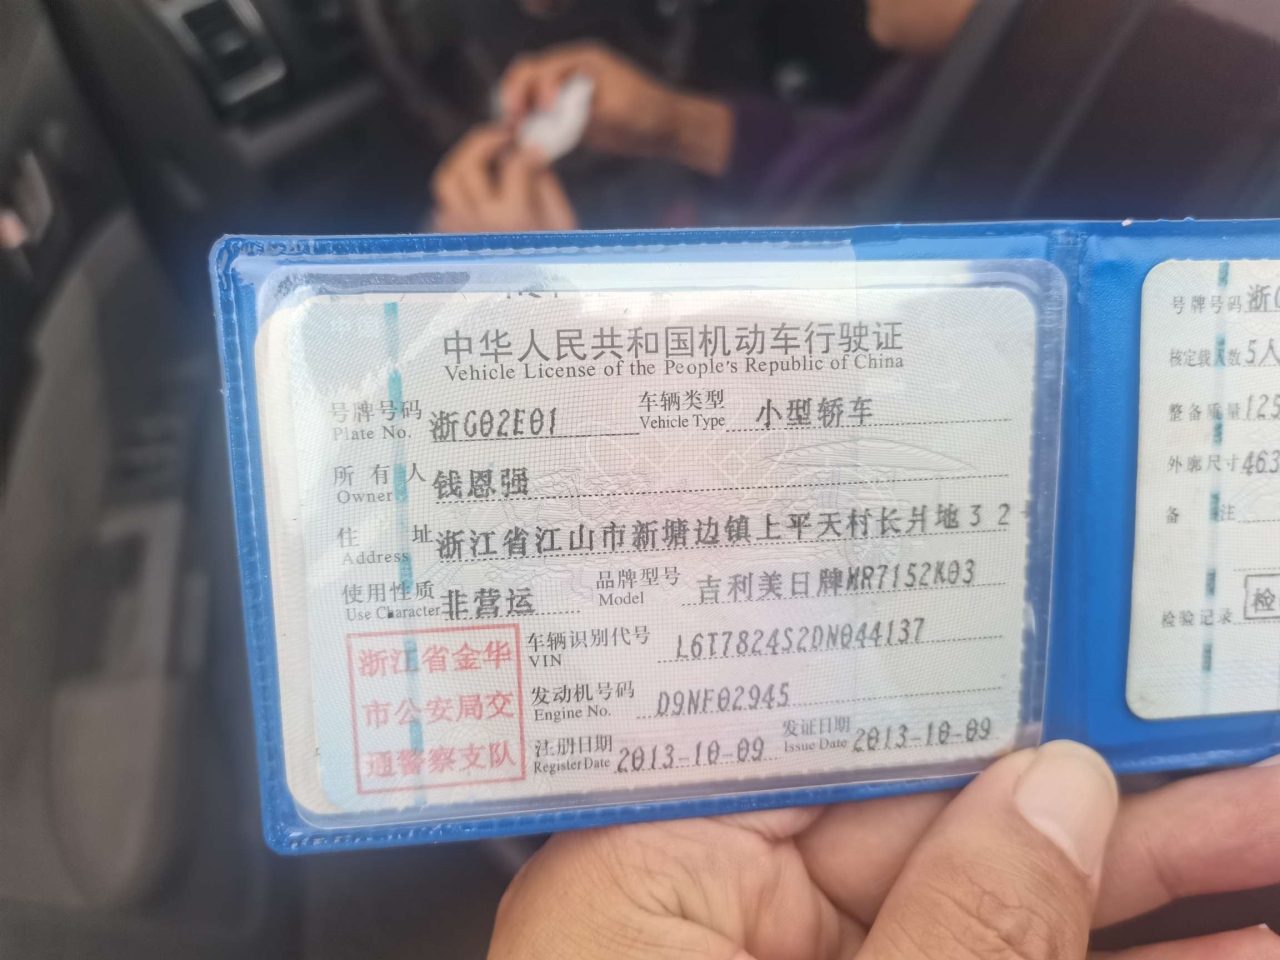 中华人民共和国机动车行驶证
Vehicle License of the People's Republic of China
号牌号码 浙G02E01 车辆类型 小型轿车
Plate No. Vehicle Type
所有人 钱恩强
Owner
住址 浙江省江山市新塘边镇上平天村长爿地32
Address
使用性质 非营运 品牌型号 吉利美日牌MR7152K03
Use Character Model
浙江省金华
市公安局交
通警察支队
车辆识别代号 L6T7824S2DN044137
VIN
发动机号码 D9NF02945
Engine No.
注册日期 2013-10-09 发证日期 2013-10-09
Register Date Issue Date
号牌号码 浙
核定载人数 5人
整备质量 125
外廓尺寸 463
备注
检验记录 检